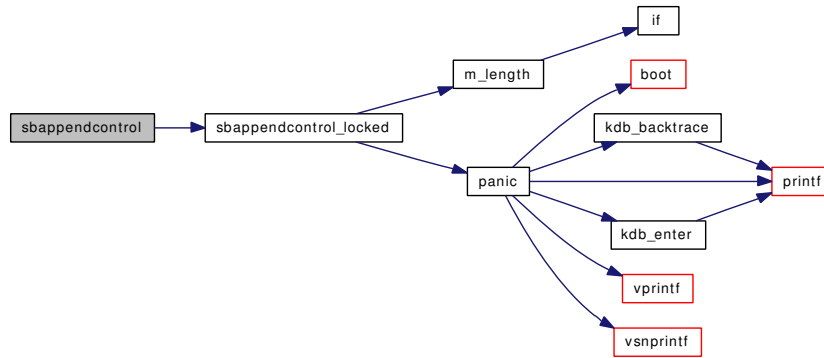 if
m_length
boot
sbappendcontrol
sbappendcontrol_locked
kdb_backtrace
panic
printf
kdb_enter
vprintf
vsnprintf